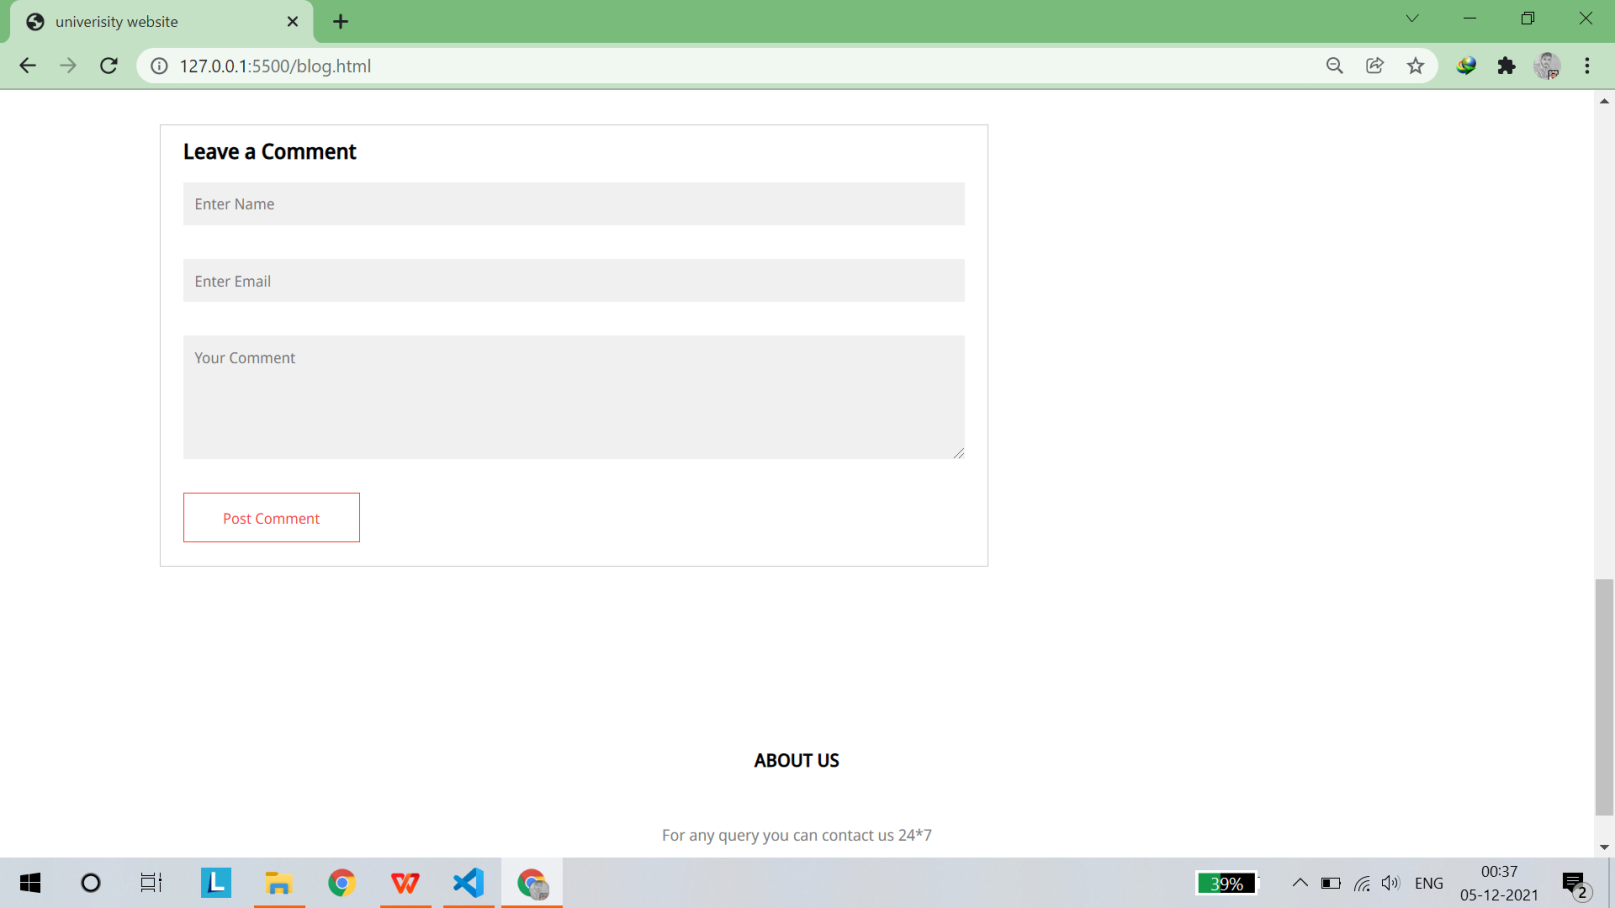 univerisity website
127.0.0.1:5500/blog.html
Leave a Comment
Enter Name
Enter Email
Your Comment
Post Comment
ABOUT US
For any query you can contact us 24*7
L
W
39%
ENG
00:37
05-12-2021
2